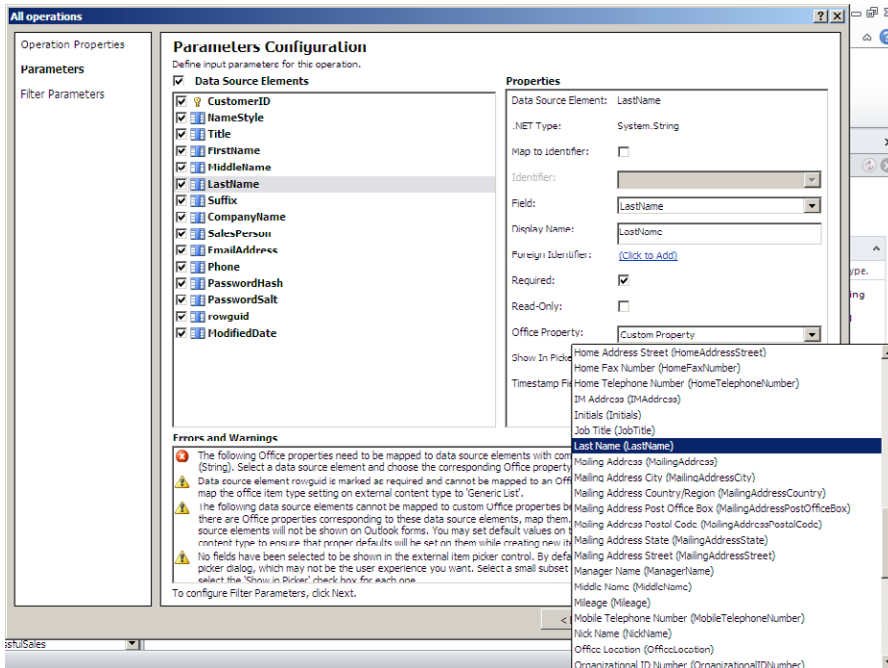 All operations
Operation Properties
Parameters
Filter Parameters
Parameters Configuration
Define input parameters for this operation.
Data Source Elements
CustomerID
NameStyle
Title
FirstName
MiddleName
LastName
Suffix
CompanyName
SalesPerson
EmailAddress
Phone
PasswordHash
PasswordSalt
rowguid
ModifiedDate
Properties
Data Source Element: LastName
.NET Type: System.String
Map to Identifier:
Identifier:
Field: LastName
Display Name: LastName
Foreign Identifier: (Click to Add)
Required:
Read-Only:
Office Property: Custom Property
Show In Picke
Timestamp Fie
Home Address Street (HomeAddressStreet)
Home Fax Number (HomeFaxNumber)
Home Telephone Number (HomeTelephoneNumber)
IM Address (IMAddress)
Initials (Initials)
Job Title (JobTitle)
Last Name (LastName)
Mailing Address (MailingAddress)
Mailing Address City (MailingAddressCity)
Mailing Address Country/Region (MailingAddressCountry)
Mailing Address Post Office Box (MailingAddressPostOfficeBox)
Mailing Address Postal Code (MailingAddressPostalCode)
Mailing Address State (MailingAddressState)
Mailing Address Street (MailingAddressStreet)
Manager Name (ManagerName)
Middle Name (MiddleName)
Mileage (Mileage)
Mobile Telephone Number (MobileTelephoneNumber)
Nick Name (NickName)
Office Location (OfficeLocation)
Organizational ID Number (OrganizationalIDNumber)
Errors and Warnings
The following Office properties need to be mapped to data source elements with com
(String). Select a data source element and choose the corresponding Office property
Data source element rowguid is marked as required and cannot be mapped to an Off
map the office item type setting on external content type to 'Generic List'.
The following data source elements cannot be mapped to custom Office properties be
there are Office properties corresponding to these data source elements, map them.
source elements will not be shown on Outlook forms. You may set default values on t
content type to ensure that proper defaults will be set on them while creating new ite
No fields have been selected to be shown in the external item picker control. By defa
picker dialog, which may not be the user experience you want. Select a small subset
select the 'Show in Picker' check box for each one.
To configure Filter Parameters, click Next.
ssfulSales
ype.
ing